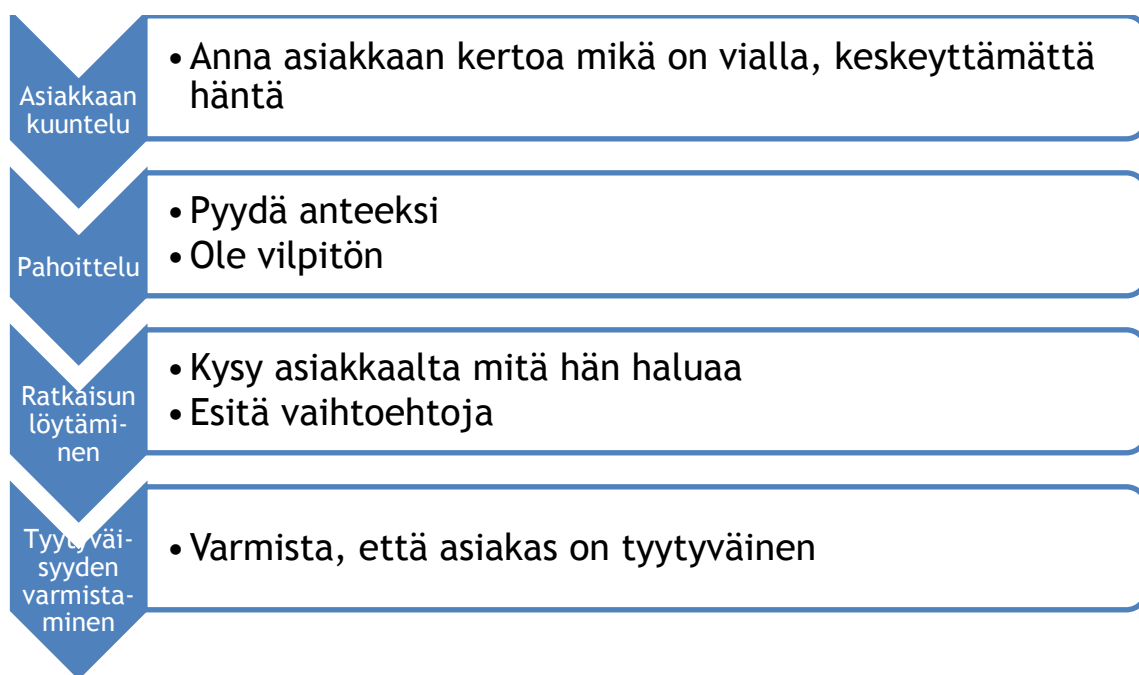 Asiakkaan
kuuntelu
• Anna asiakkaan kertoa mikä on vialla, keskeyttämättä
häntä
Pahoittelu
• Pyydä anteeksi
• Ole vilpitön
Ratkaisun
löytämi-
nen
• Kysy asiakkaalta mitä hän haluaa
• Esitä vaihtoehtoja
Tyytyväi-
syyden
varmista-
minen
• Varmista, että asiakas on tyytyväinen